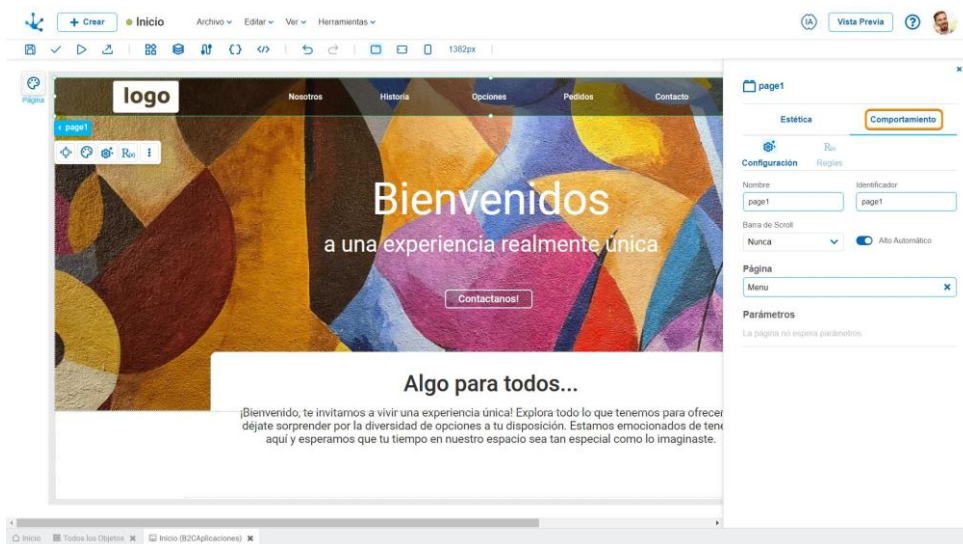 + Crear
Inicio
Archivo
Editar
Ver
Herramientas
IA
Vista Previa
?
1382px
Página
logo
Nosotros
Historia
Opciones
Pedidos
Contacto
‹ page1
R(x)
Bienvenidos
a una experiencia realmente única
Contactanos!
Algo para todos...
¡Bienvenido, te invitamos a vivir una experiencia única! Explora todo lo que tenemos para ofrecer
déjate sorprender por la diversidad de opciones a tu disposición. Estamos emocionados de tene
aquí y esperamos que tu tiempo en nuestro espacio sea tan especial como lo imaginaste.
page1
Estética
Comportamiento
R(x)
Configuración
Reglas
Nombre
Identificador
page1
page1
Barra de Scroll
Nunca
Alto Automático
Página
Menu
Parámetros
La página no espera parámetros
Inicio
Todos los Objetos
Inicio (B2CAplicaciones)